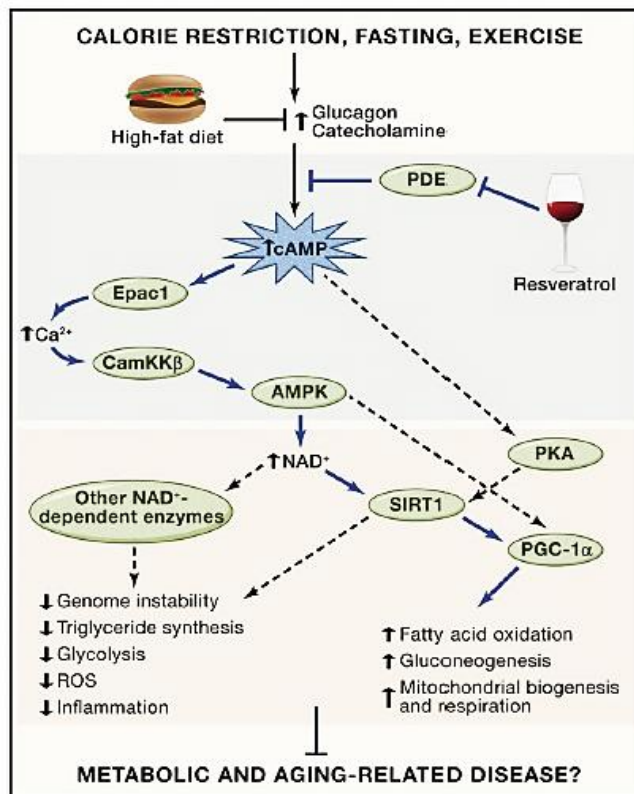 CALORIE RESTRICTION, FASTING, EXERCISE
High-fat diet
↑ Glucagon
Catecholamine
PDE
Resveratrol
↑cAMP
Epac1
↑Ca²⁺
CamKKβ
AMPK
↑NAD⁺
PKA
Other NAD⁺-
dependent enzymes
SIRT1
PGC-1α
↓ Genome instability
↓ Triglyceride synthesis
↓ Glycolysis
↓ ROS
↓ Inflammation
↑ Fatty acid oxidation
↑ Gluconeogenesis
↑ Mitochondrial biogenesis
and respiration
METABOLIC AND AGING-RELATED DISEASE?